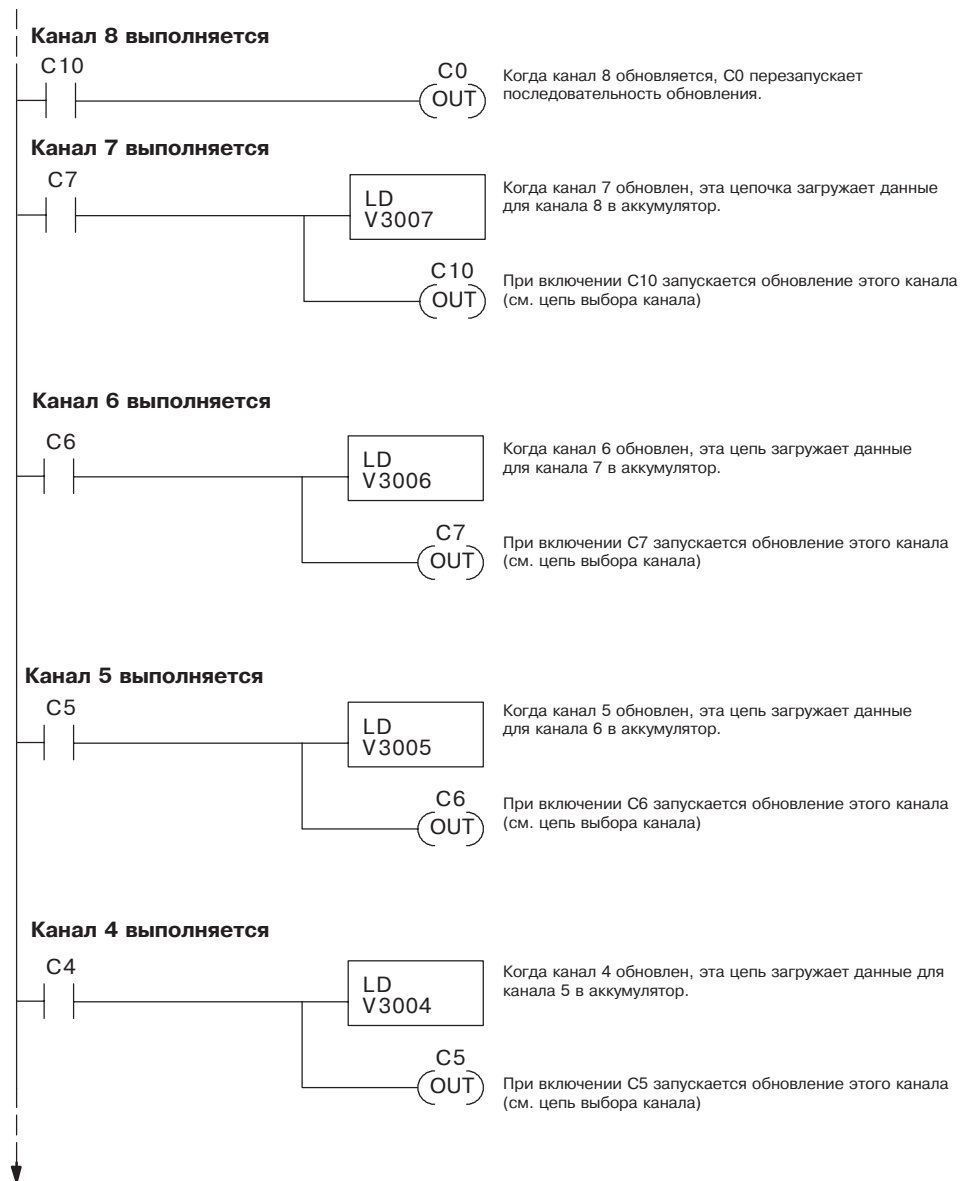 Канал 8 выполняется
C10
C0
OUT
Когда канал 8 обновляется, C0 перезапускает
последовательность обновления.
Канал 7 выполняется
C7
LD
V3007
Когда канал 7 обновлен, эта цепочка загружает данные
для канала 8 в аккумулятор.
C10
OUT
При включении C10 запускается обновление этого канала
(см. цепь выбора канала)
Канал 6 выполняется
C6
LD
V3006
Когда канал 6 обновлен, эта цепь загружает данные
для канала 7 в аккумулятор.
C7
OUT
При включении C7 запускается обновление этого канала
(см. цепь выбора канала)
Канал 5 выполняется
C5
LD
V3005
Когда канал 5 обновлен, эта цепь загружает данные
для канала 6 в аккумулятор.
C6
OUT
При включении C6 запускается обновление этого канала
(см. цепь выбора канала)
Канал 4 выполняется
C4
LD
V3004
Когда канал 4 обновлен, эта цепь загружает данные для
канала 5 в аккумулятор.
C5
OUT
При включении C5 запускается обновление этого канала
(см. цепь выбора канала)